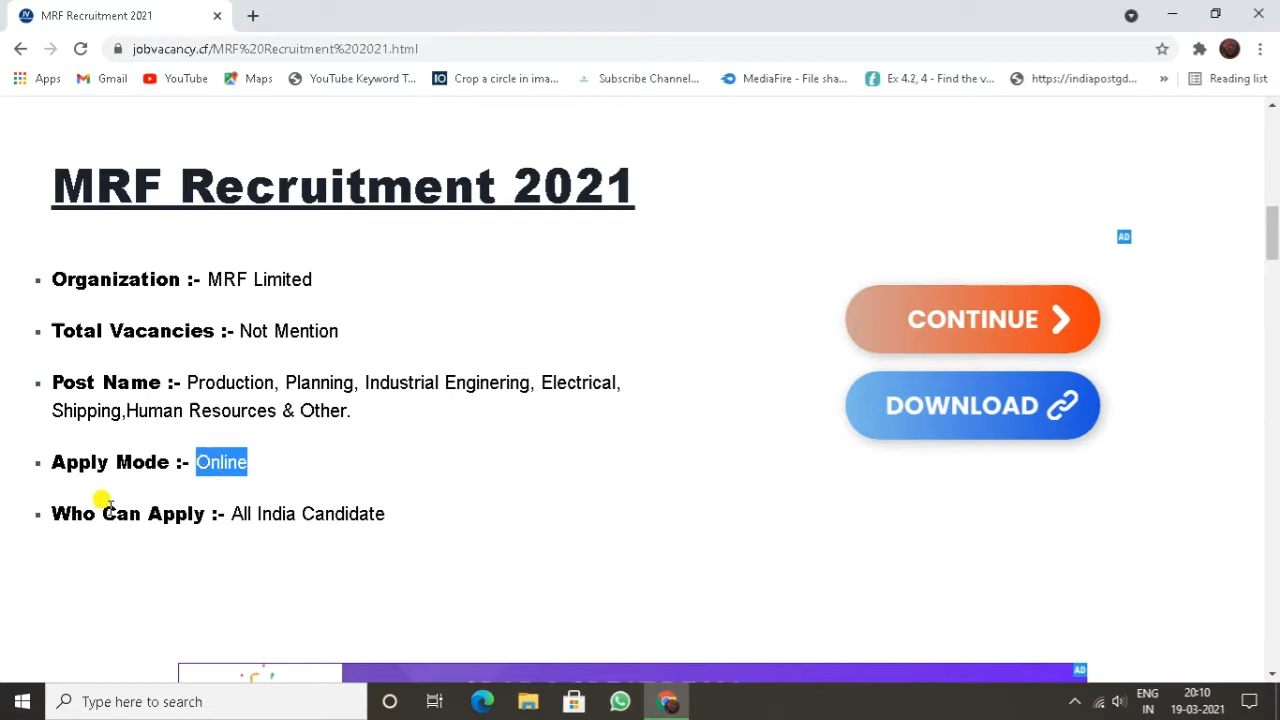 MRF Recruitment 2021
jobvacancy.cf/MRF%20Recruitment%202021.html
Apps
Gmail
YouTube
Maps
YouTube Keyword T...
IO
Crop a circle in ima...
Subscribe Channel...
MediaFire - File sha...
Ex 4.2, 4 - Find the v...
https://indiapostgd...
»
Reading list
MRF Recruitment 2021
AD
Organization :- MRF Limited
Total Vacancies :- Not Mention
Post Name :- Production, Planning, Industrial Enginering, Electrical,
Shipping,Human Resources & Other.
Apply Mode :- Online
Who Can Apply :- All India Candidate
CONTINUE
DOWNLOAD
AD
Type here to search
ENG
IN
20:10
19-03-2021